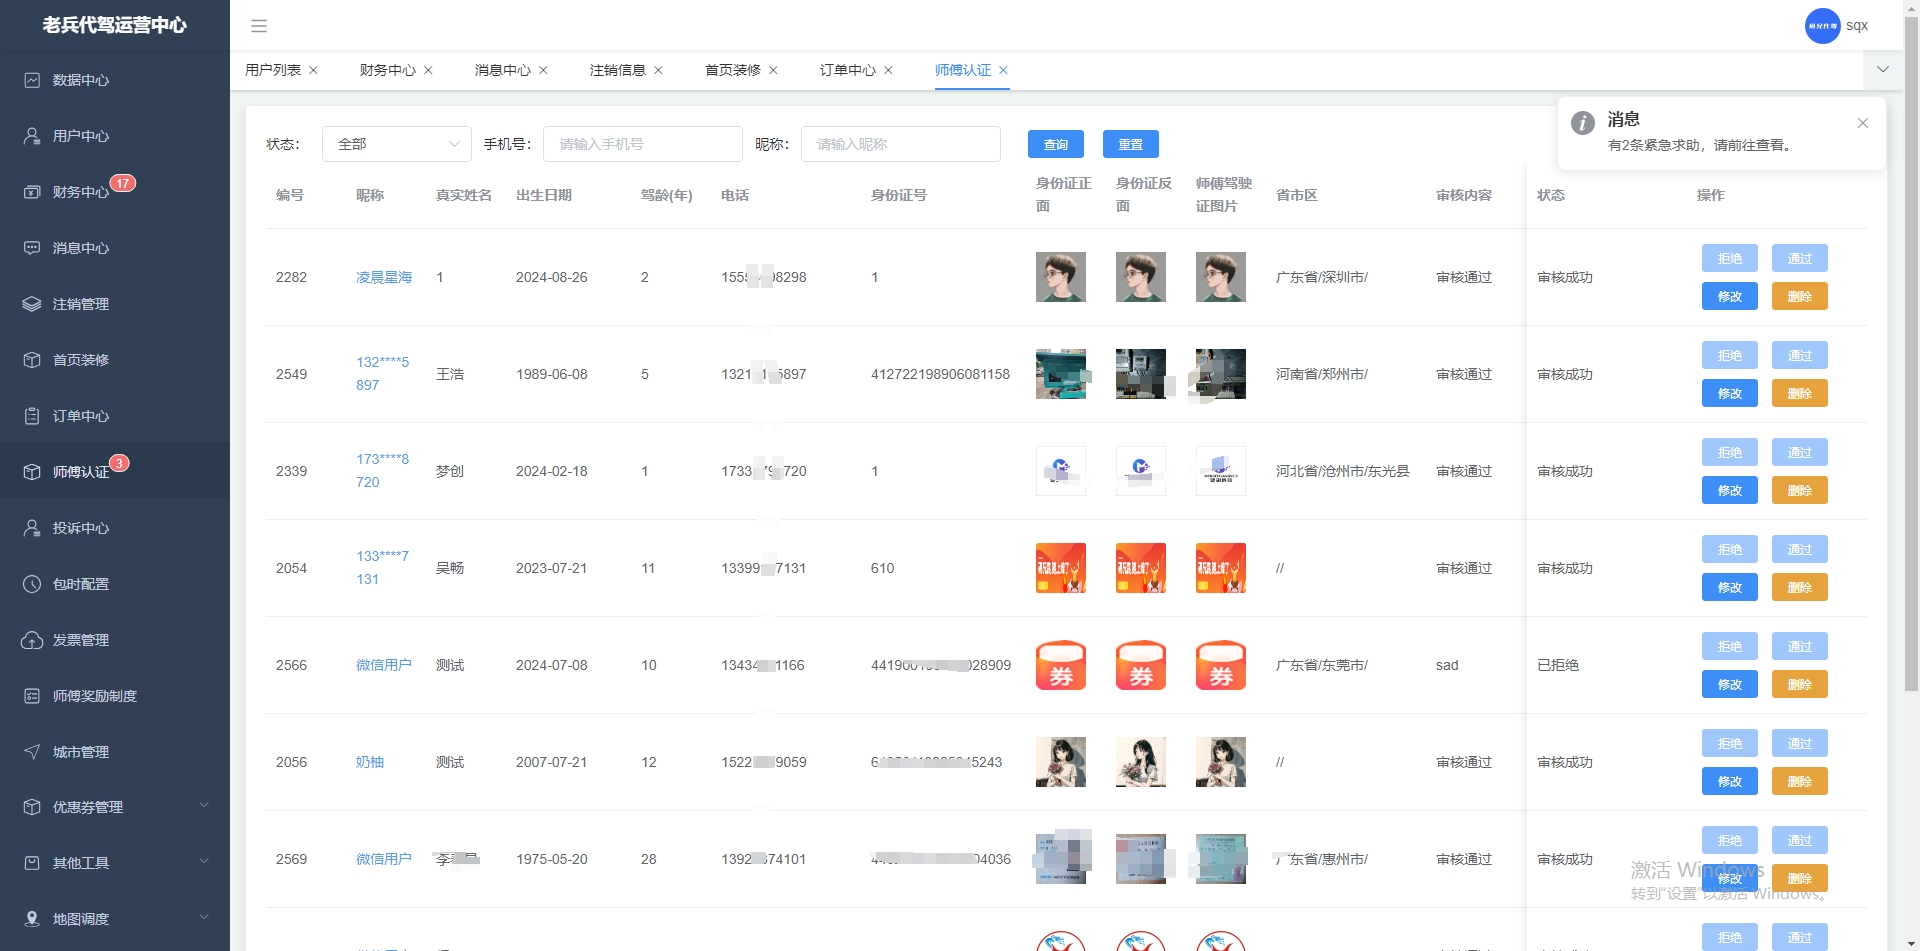 老兵代驾运营中心
sqx
数据中心
用户中心
财务中心 17
消息中心
注销管理
首页装修
订单中心
师傅认证 3
投诉中心
包时配置
发票管理
师傅奖励制度
城市管理
优惠券管理
其他工具
地图调度
用户列表 财务中心 消息中心 注销信息 首页装修 订单中心 师傅认证
消息
有2条紧急求助，请前往查看。
状态： 全部 手机号： 请输入手机号 昵称： 请输入昵称 查询 重置
编号 昵称 真实姓名 出生日期 驾龄(年) 电话 身份证号 身份证正面 身份证反面 师傅驾驶证图片 省市区 审核内容 状态 操作
2282 凌晨星海 1 2024-08-26 2 155 98298 1 广东省/深圳市/ 审核通过 审核成功 拒绝 通过
修改 删除
2549 132****5897 王浩 1989-06-08 5 1321 5897 412722198906081158 河南省/郑州市/ 审核通过 审核成功 拒绝 通过
修改 删除
2339 173****8720 梦创 2024-02-18 1 1733 720 1 河北省/沧州市/东光县 审核通过 审核成功 拒绝 通过
修改 删除
2054 133****7131 吴畅 2023-07-21 11 13399 7131 610 // 审核通过 审核成功 拒绝 通过
修改 删除
2566 微信用户 测试 2024-07-08 10 13434 1166 4419 028909 券 券 券 广东省/东莞市/ sad 已拒绝 拒绝 通过
修改 删除
2056 奶柚 测试 2007-07-21 12 1522 9059 6 5243 // 审核通过 审核成功 拒绝 通过
修改 删除
2569 微信用户 李 1975-05-20 28 1392 374101 04036 广东省/惠州市/ 审核通过 审核成功 拒绝 通过
修改 删除
激活 Windows
转到"设置"以激活 Windows。
拒绝 通过